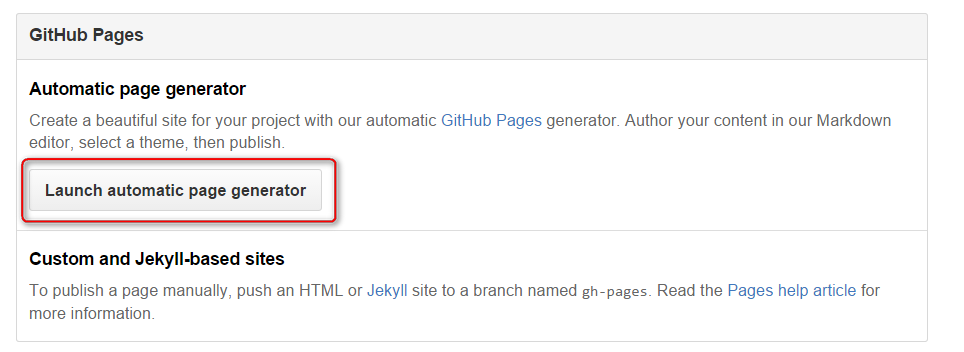 GitHub Pages
Automatic page generator
Create a beautiful site for your project with our automatic GitHub Pages generator. Author your content in our Markdown
editor, select a theme, then publish.
Launch automatic page generator
Custom and Jekyll-based sites
To publish a page manually, push an HTML or Jekyll site to a branch named gh-pages. Read the Pages help article for
more information.